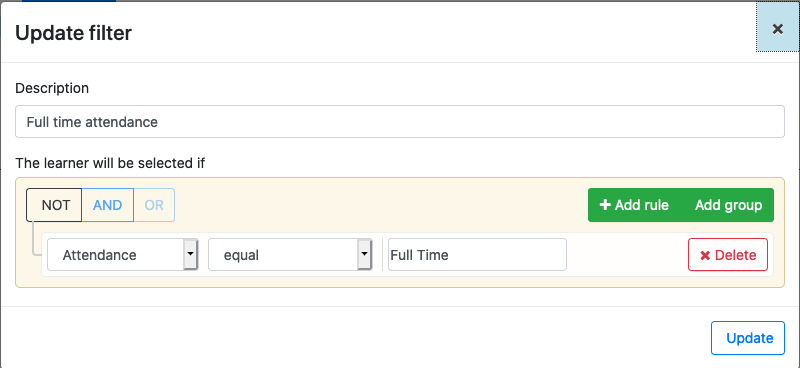 Update filter ×
Description
Full time attendance
The learner will be selected if
NOT AND OR + Add rule Add group
Attendance equal Full Time × Delete
Update